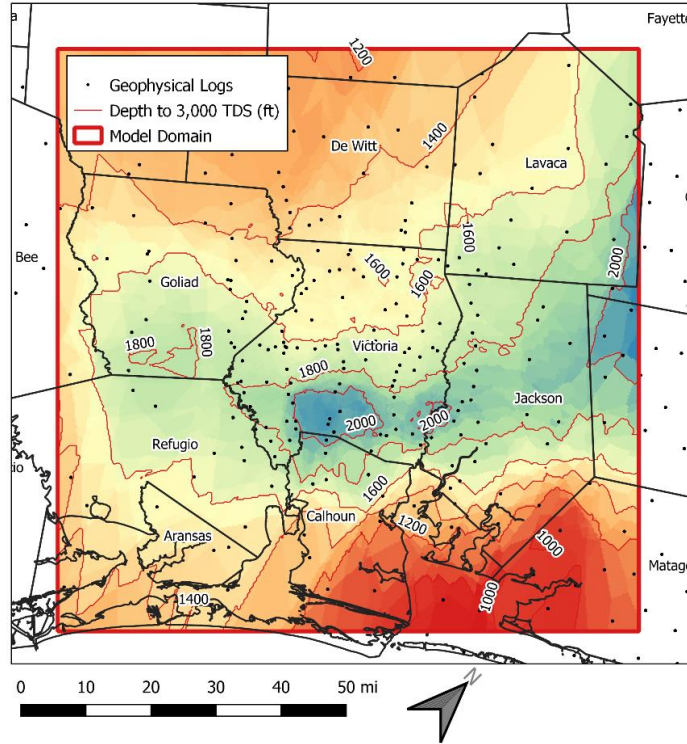 a
Fayette
1200
Geophysical Logs
Depth to 3,000 TDS (ft)
Model Domain
De Witt
1400
Lavaca
1600
2000
Bee
1600
1600
Goliad
1800
1800
Victoria
1800
Jackson
2000
2000
Refugio
io
1600
Calhoun
1200
Aransas
1000
Matag
1400
1000
0 10 20 30 40 50 mi
N